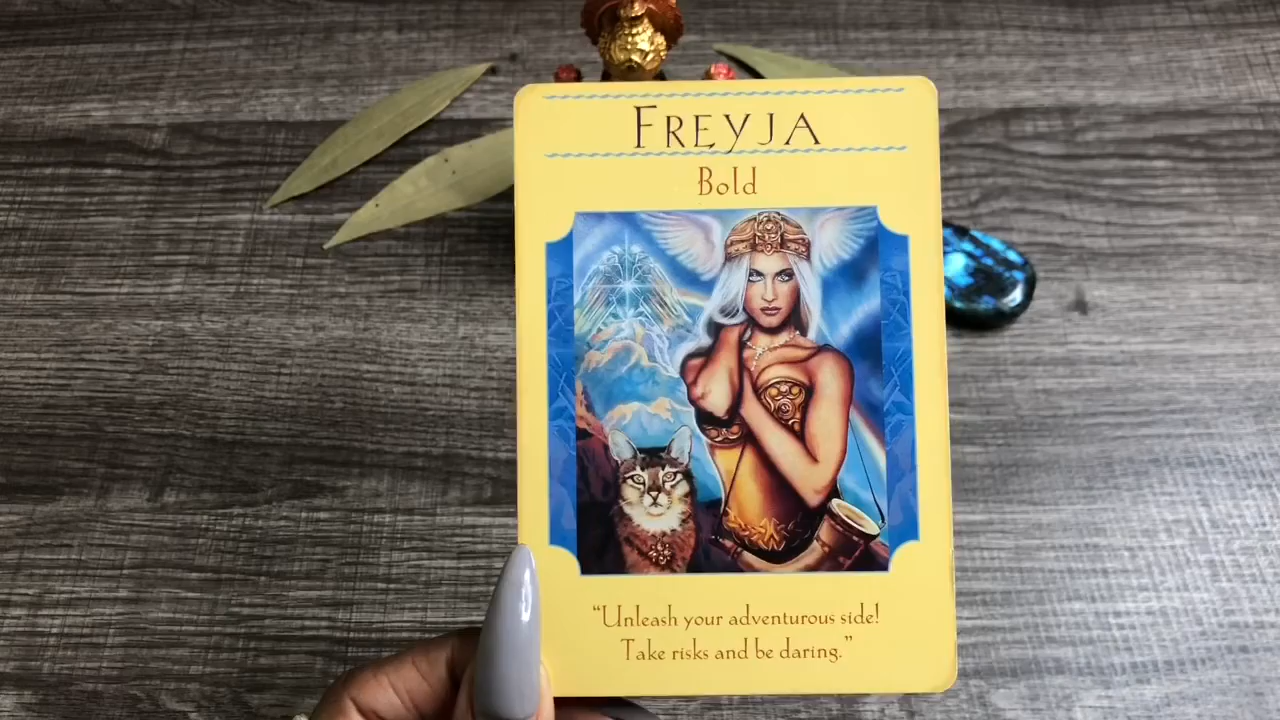 FREYJA
Bold
“Unleash your adventurous side!
Take risks and be daring.”